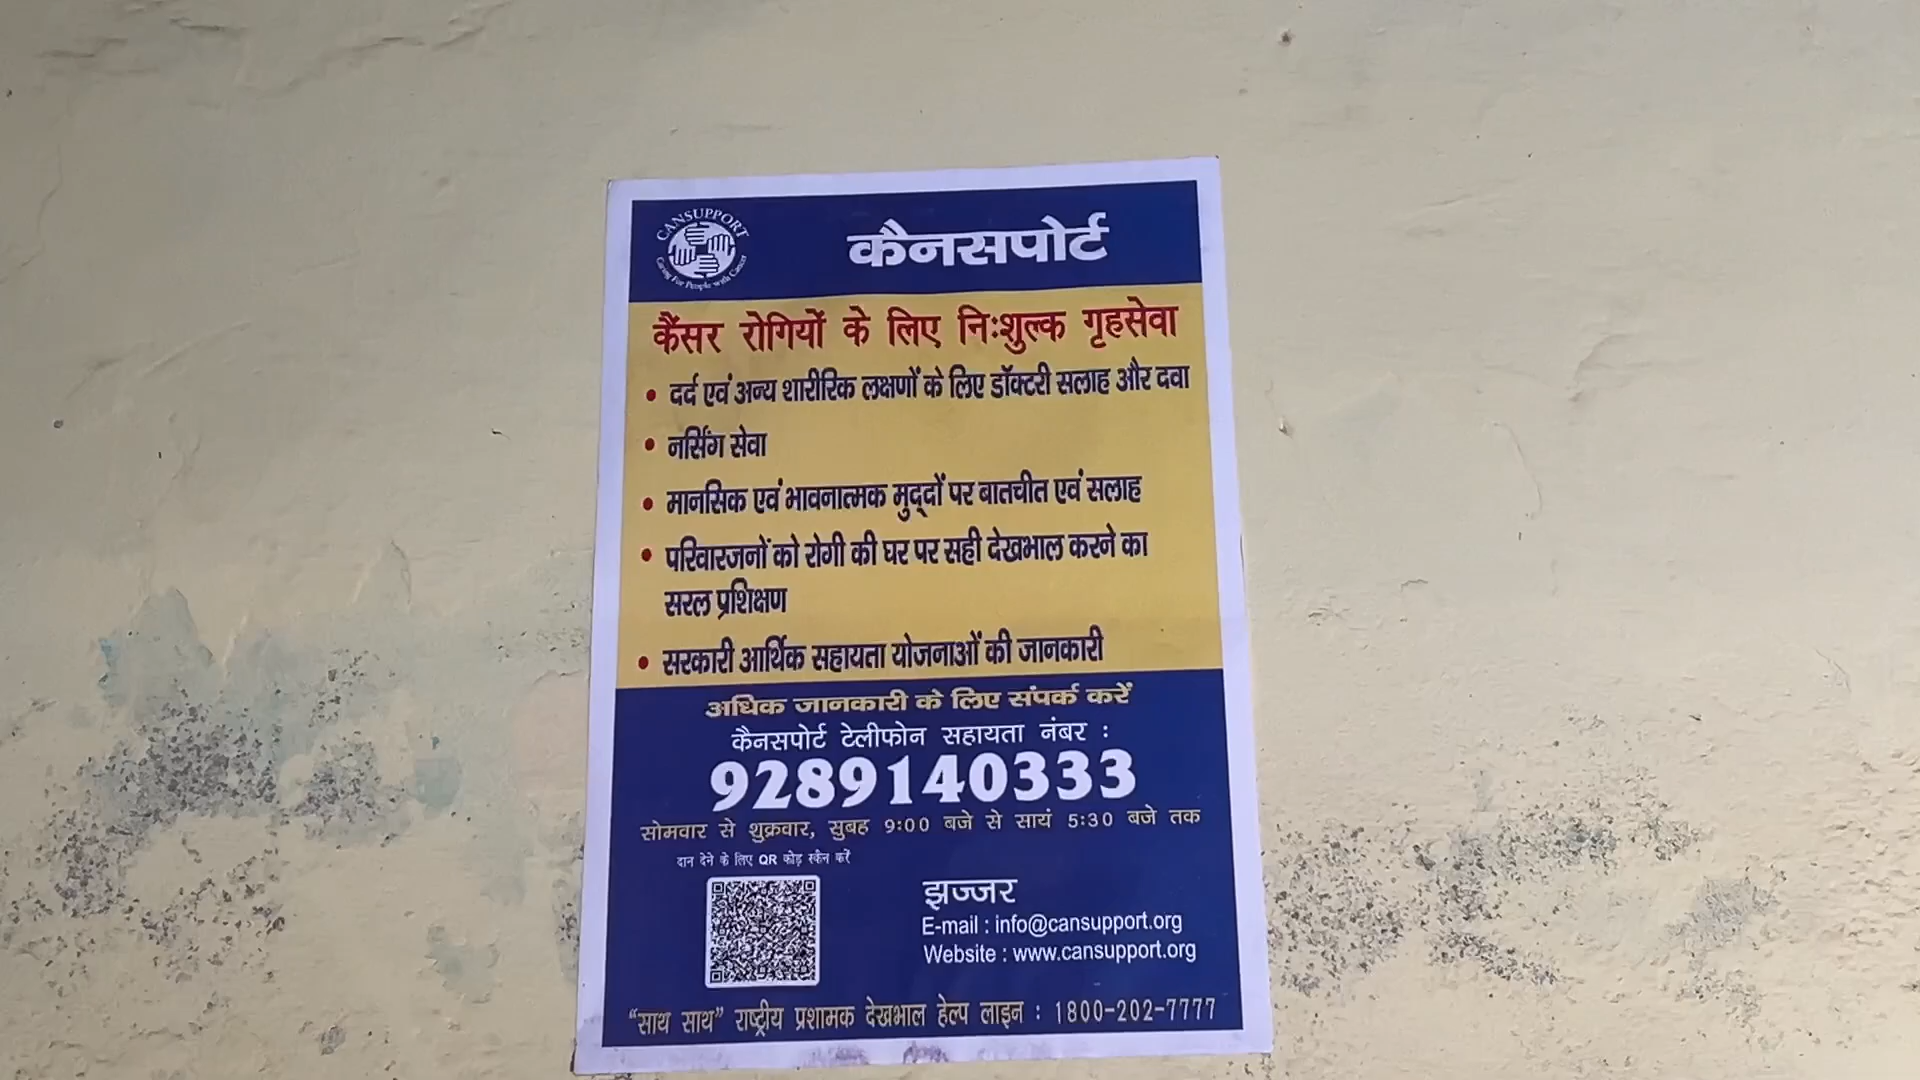 CANSUPPORT
Caring For People with Cancer
कैनसपोर्ट
कैंसर रोगियों के लिए निःशुल्क गृहसेवा
• दर्द एवं अन्य शारीरिक लक्षणों के लिए डॉक्टरी सलाह और दवा
• नर्सिंग सेवा
• मानसिक एवं भावनात्मक मुद्दों पर बातचीत एवं सलाह
• परिवारजनों को रोगी की घर पर सही देखभाल करने का
सरल प्रशिक्षण
• सरकारी आर्थिक सहायता योजनाओं की जानकारी
अधिक जानकारी के लिए संपर्क करें
कैनसपोर्ट टेलीफोन सहायता नंबर :
9289140333
सोमवार से शुक्रवार, सुबह 9:00 बजे से सायं 5:30 बजे तक
दान देने के लिए QR कोड़ स्कैन करें
झज्जर
E-mail : info@cansupport.org
Website : www.cansupport.org
“साथ साथ” राष्ट्रीय प्रशामक देखभाल हेल्प लाइन : 1800-202-7777